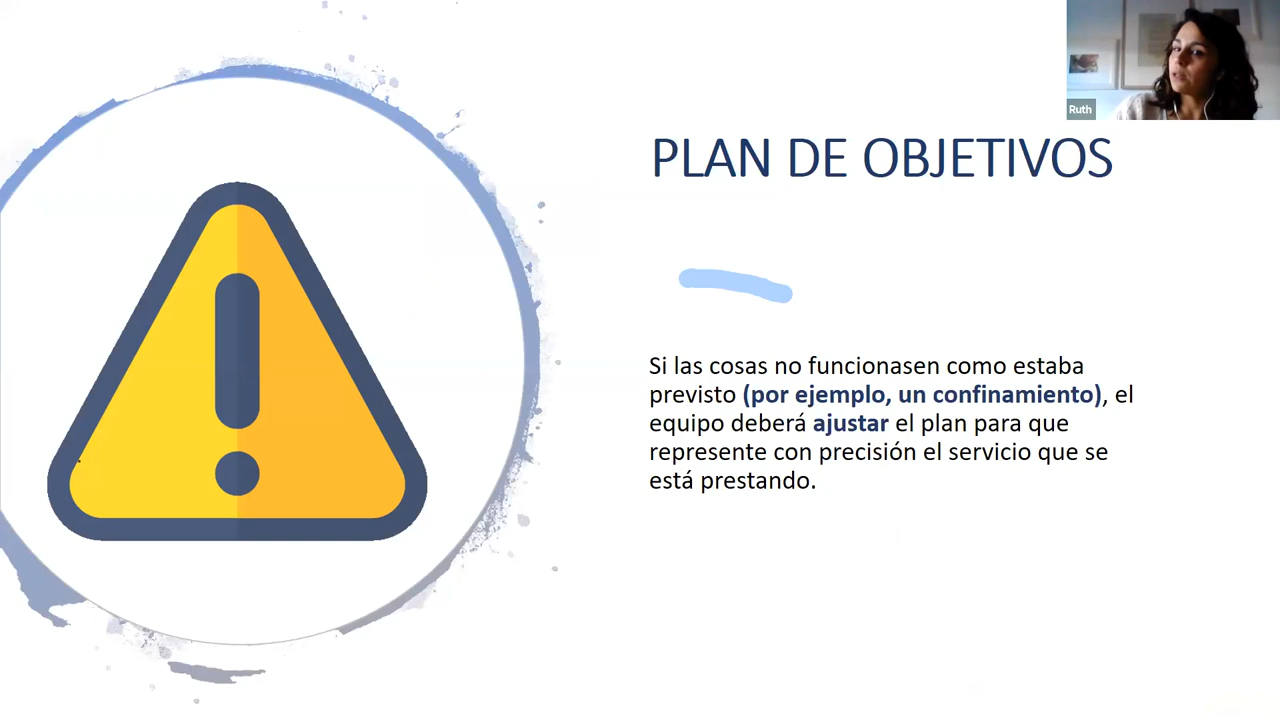 Ruth
PLAN DE OBJETIVOS
Si las cosas no funcionasen como estaba
previsto (por ejemplo, un confinamiento), el
equipo deberá ajustar el plan para que
represente con precisión el servicio que se
está prestando.